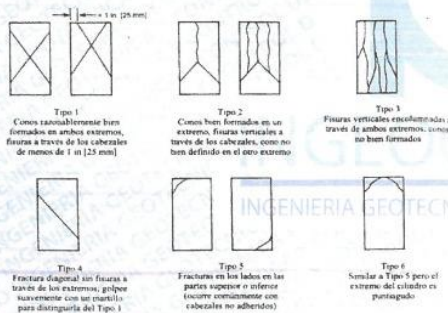 < 1 in [25 mm]
Tipo 1
Conos razonablemente bien
formados en ambos extremos,
fisuras a través de los cabezales
de menos de 1 in [25 mm]
Tipo 2
Conos bien formados en un
extremo, fisuras verticales a
través de los cabezales, cono no
bien definido en el otro extremo
Tipo 3
Fisuras verticales encolumnadas a
través de ambos extremos, conos
no bien formados
Tipo 4
Fractura diagonal sin fisuras a
través de los extremos; golpee
suavemente con un martillo
para distinguirla del Tipo 1
Tipo 5
Fracturas en los lados en las
partes superior o inferior
(ocurre comúnmente con
cabezales no adheridos)
Tipo 6
Similar a Tipo 5 pero el
extremo del cilindro es
puntiagudo
INGENIERIA GEOTECN